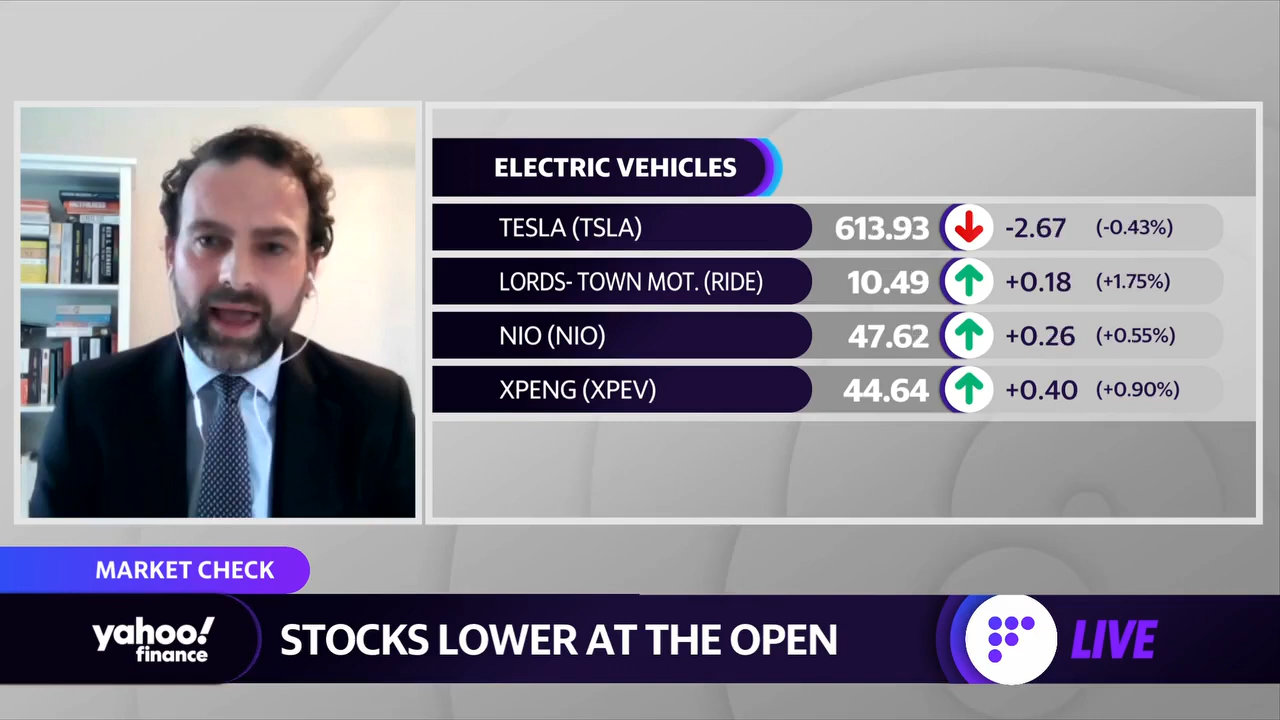 ELECTRIC VEHICLES
TESLA (TSLA) 613.93 -2.67 (-0.43%)
LORDS- TOWN MOT. (RIDE) 10.49 +0.18 (+1.75%)
NIO (NIO) 47.62 +0.26 (+0.55%)
XPENG (XPEV) 44.64 +0.40 (+0.90%)
MARKET CHECK
yahoo!
finance
STOCKS LOWER AT THE OPEN
LIVE